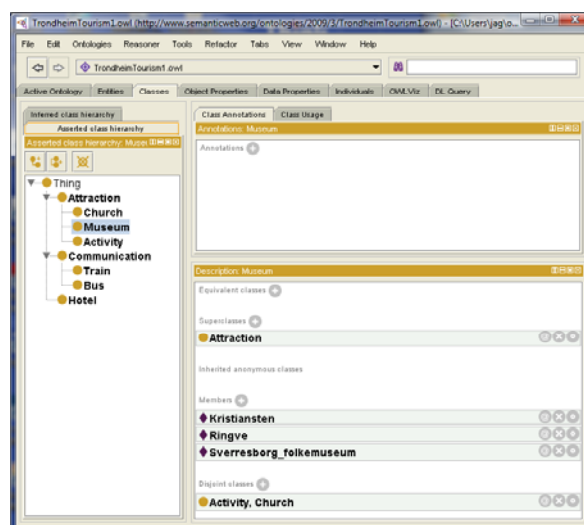 TrondheimTourism1.owl (http://www.semanticweb.org/ontologies/2009/3/TrondheimTourism1.owl) - [C:\Users\jag\o...
File Edit Ontologies Reasoner Tools Refactor Tabs View Window Help
TrondheimTourism1.owl
Active Ontology Entities Classes Object Properties Data Properties Individuals OWLViz DL Query
Inferred class hierarchy
Asserted class hierarchy
Asserted class hierarchy: Muse
Thing
Attraction
Church
Museum
Activity
Communication
Train
Bus
Hotel
Class Annotations Class Usage
Annotations: Museum
Annotations
Description: Museum
Equivalent classes
Superclasses
Attraction
Inherited anonymous classes
Members
Kristiansten
Ringve
Sverresborg_folkemuseum
Disjoint classes
Activity, Church